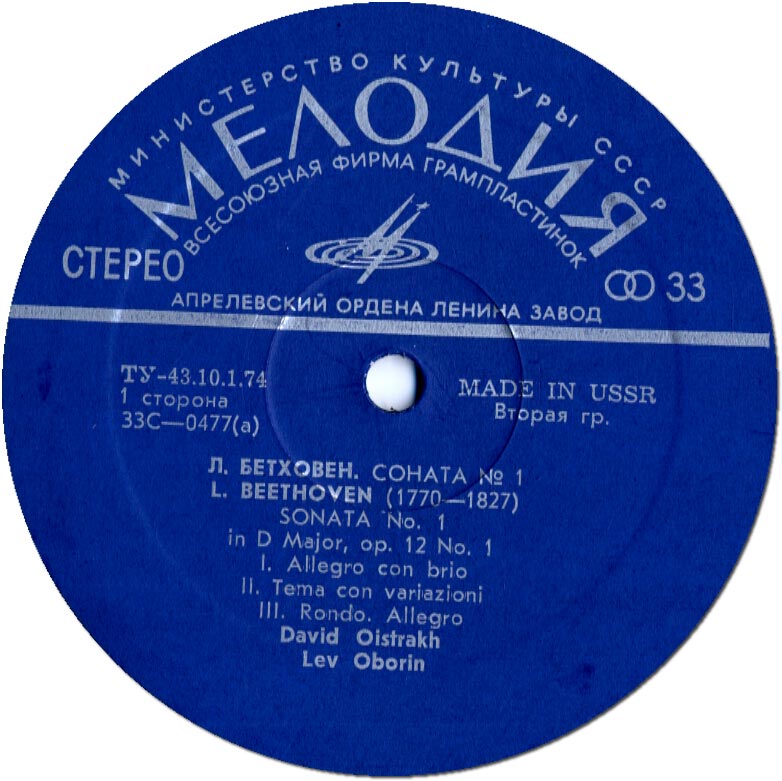 МИНИСТЕРСТВО КУЛЬТУРЫ СССР
МЕЛОДИЯ
ВСЕСОЮЗНАЯ ФИРМА ГРАМПЛАСТИНОК
СТЕРЕО
33
АПРЕЛЕВСКИЙ ОРДЕНА ЛЕНИНА ЗАВОД
ТУ-43.10.1.74
1 сторона
33С—0477(а)
MADE IN USSR
Вторая гр.
Л. БЕТХОВЕН. СОНАТА № 1
L. BEETHOVEN (1770—1827)
SONATA No. 1
in D Major, op. 12 No. 1
I. Allegro con brio
II. Tema con variazioni
III. Rondo. Allegro
David Oistrakh
Lev Oborin